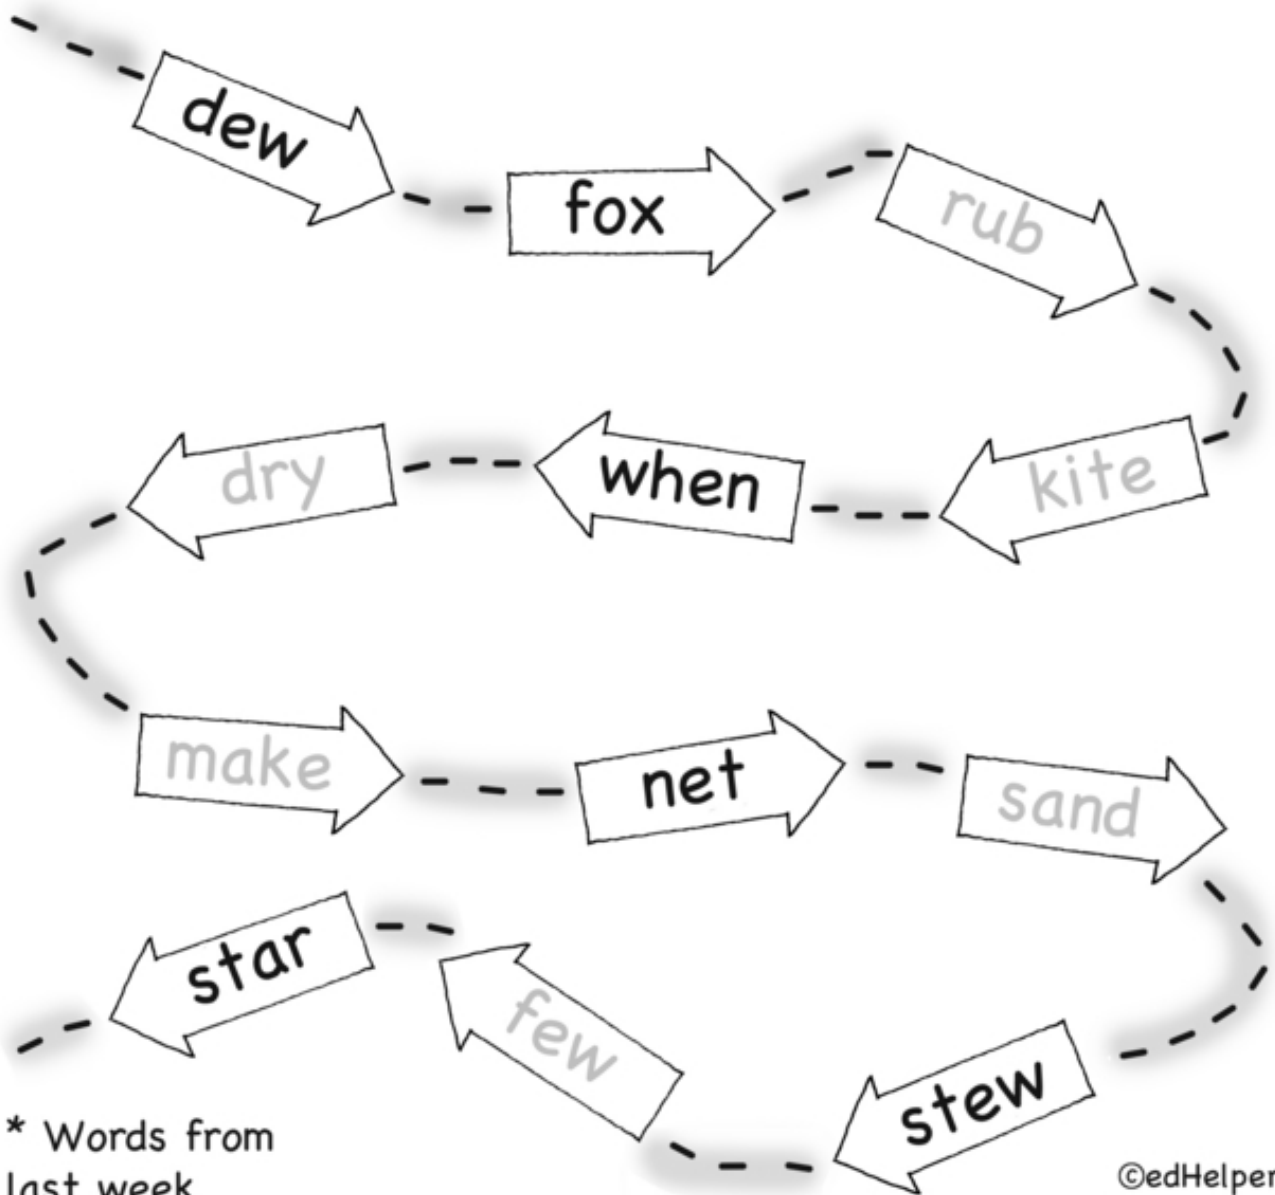 dew
fox
rub
kite
when
dry
make
net
sand
stew
few
star
* Words from
last week
©edHelper